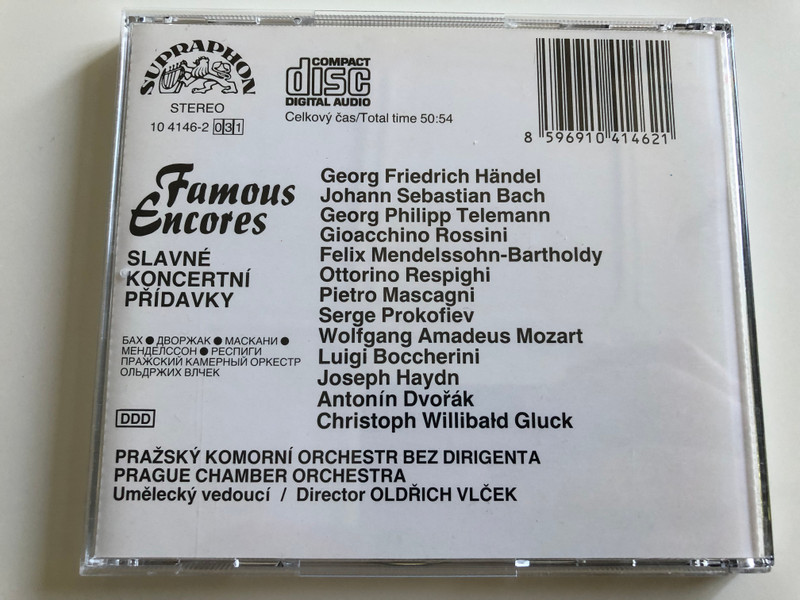 SUPRAPHON
STEREO
10 4146-2 031
COMPACT
disc
DIGITAL AUDIO
Celkový čas/Total time 50:54
8 596910 414621
Famous
Encores
SLAVNÉ
KONCERTNÍ
PŘÍDAVKY
БАХ ● ДВОРЖАК ● МАСКАНИ ●
МЕНДЕЛССОН ● РЕСПИГИ
ПРАЖСКИЙ КАМЕРНЫЙ ОРКЕСТР
ОЛЬДРЖИХ ВЛЧЕК
DDD
Georg Friedrich Händel
Johann Sebastian Bach
Georg Philipp Telemann
Gioacchino Rossini
Felix Mendelssohn-Bartholdy
Ottorino Respighi
Pietro Mascagni
Serge Prokofiev
Wolfgang Amadeus Mozart
Luigi Boccherini
Joseph Haydn
Antonín Dvořák
Christoph Willibald Gluck
PRAŽSKÝ KOMORNÍ ORCHESTR BEZ DIRIGENTA
PRAGUE CHAMBER ORCHESTRA
Umělecký vedoucí / Director OLDŘICH VLČEK